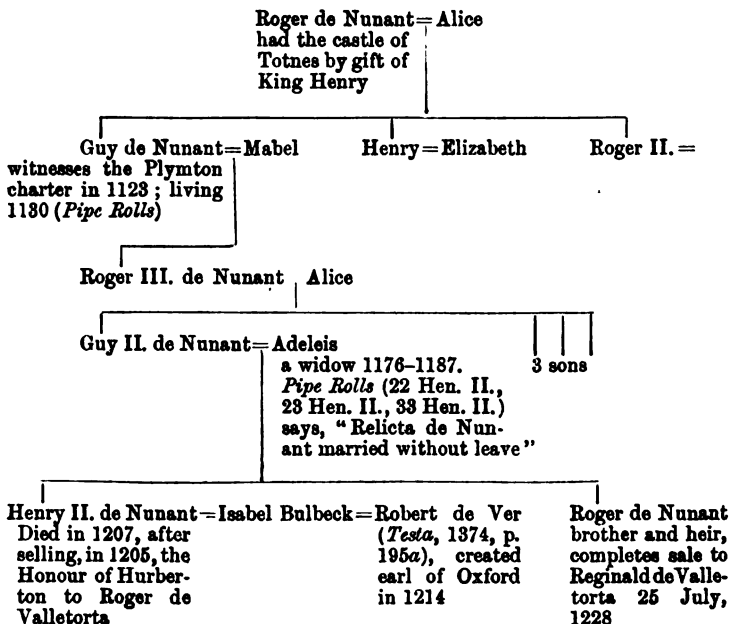 Roger de Nunant=Alice
had the castle of
Totnes by gift of
King Henry
Guy de Nunant=Mabel
witnesses the Plymton
charter in 1123 ; living
1130 (Pipe Rolls)
Henry=Elizabeth
Roger II. =
Roger III. de Nunant Alice
Guy II. de Nunant=Adeleis
a widow 1176–1187.
Pipe Rolls (22 Hen. II.,
23 Hen. II., 33 Hen. II.)
says, “Relicta de Nun-
ant married without leave”
3 sons
Henry II. de Nunant=Isabel Bulbeck=Robert de Ver
Died in 1207, after
selling, in 1205, the
Honour of Hurber-
ton to Roger de
Valletorta
(Testa, 1374, p.
195a), created
earl of Oxford
in 1214
Roger de Nunant
brother and heir,
completes sale to
Reginald de Valle-
torta 25 July,
1228